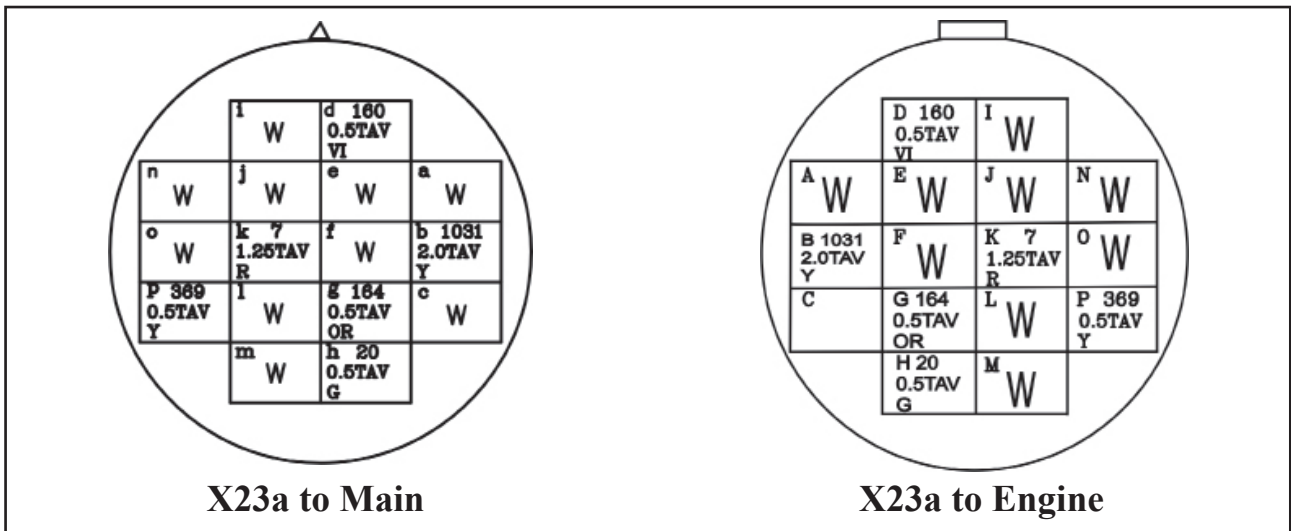 i
W
d 160
0.5TAV
VI
n
W
j
W
e
W
a
W
o
W
k 7
1.25TAV
R
f
W
b 1031
2.0TAV
Y
P 369
0.5TAV
Y
l
W
g 164
0.5TAV
OR
c
W
m
W
h 20
0.5TAV
G
X23a to Main
D 160
0.5TAV
VI
I
W
A
W
E
W
J
W
N
W
B 1031
2.0TAV
Y
F
W
K 7
1.25TAV
R
O
W
C
G 164
0.5TAV
OR
L
W
P 369
0.5TAV
Y
H 20
0.5TAV
G
M
W
X23a to Engine